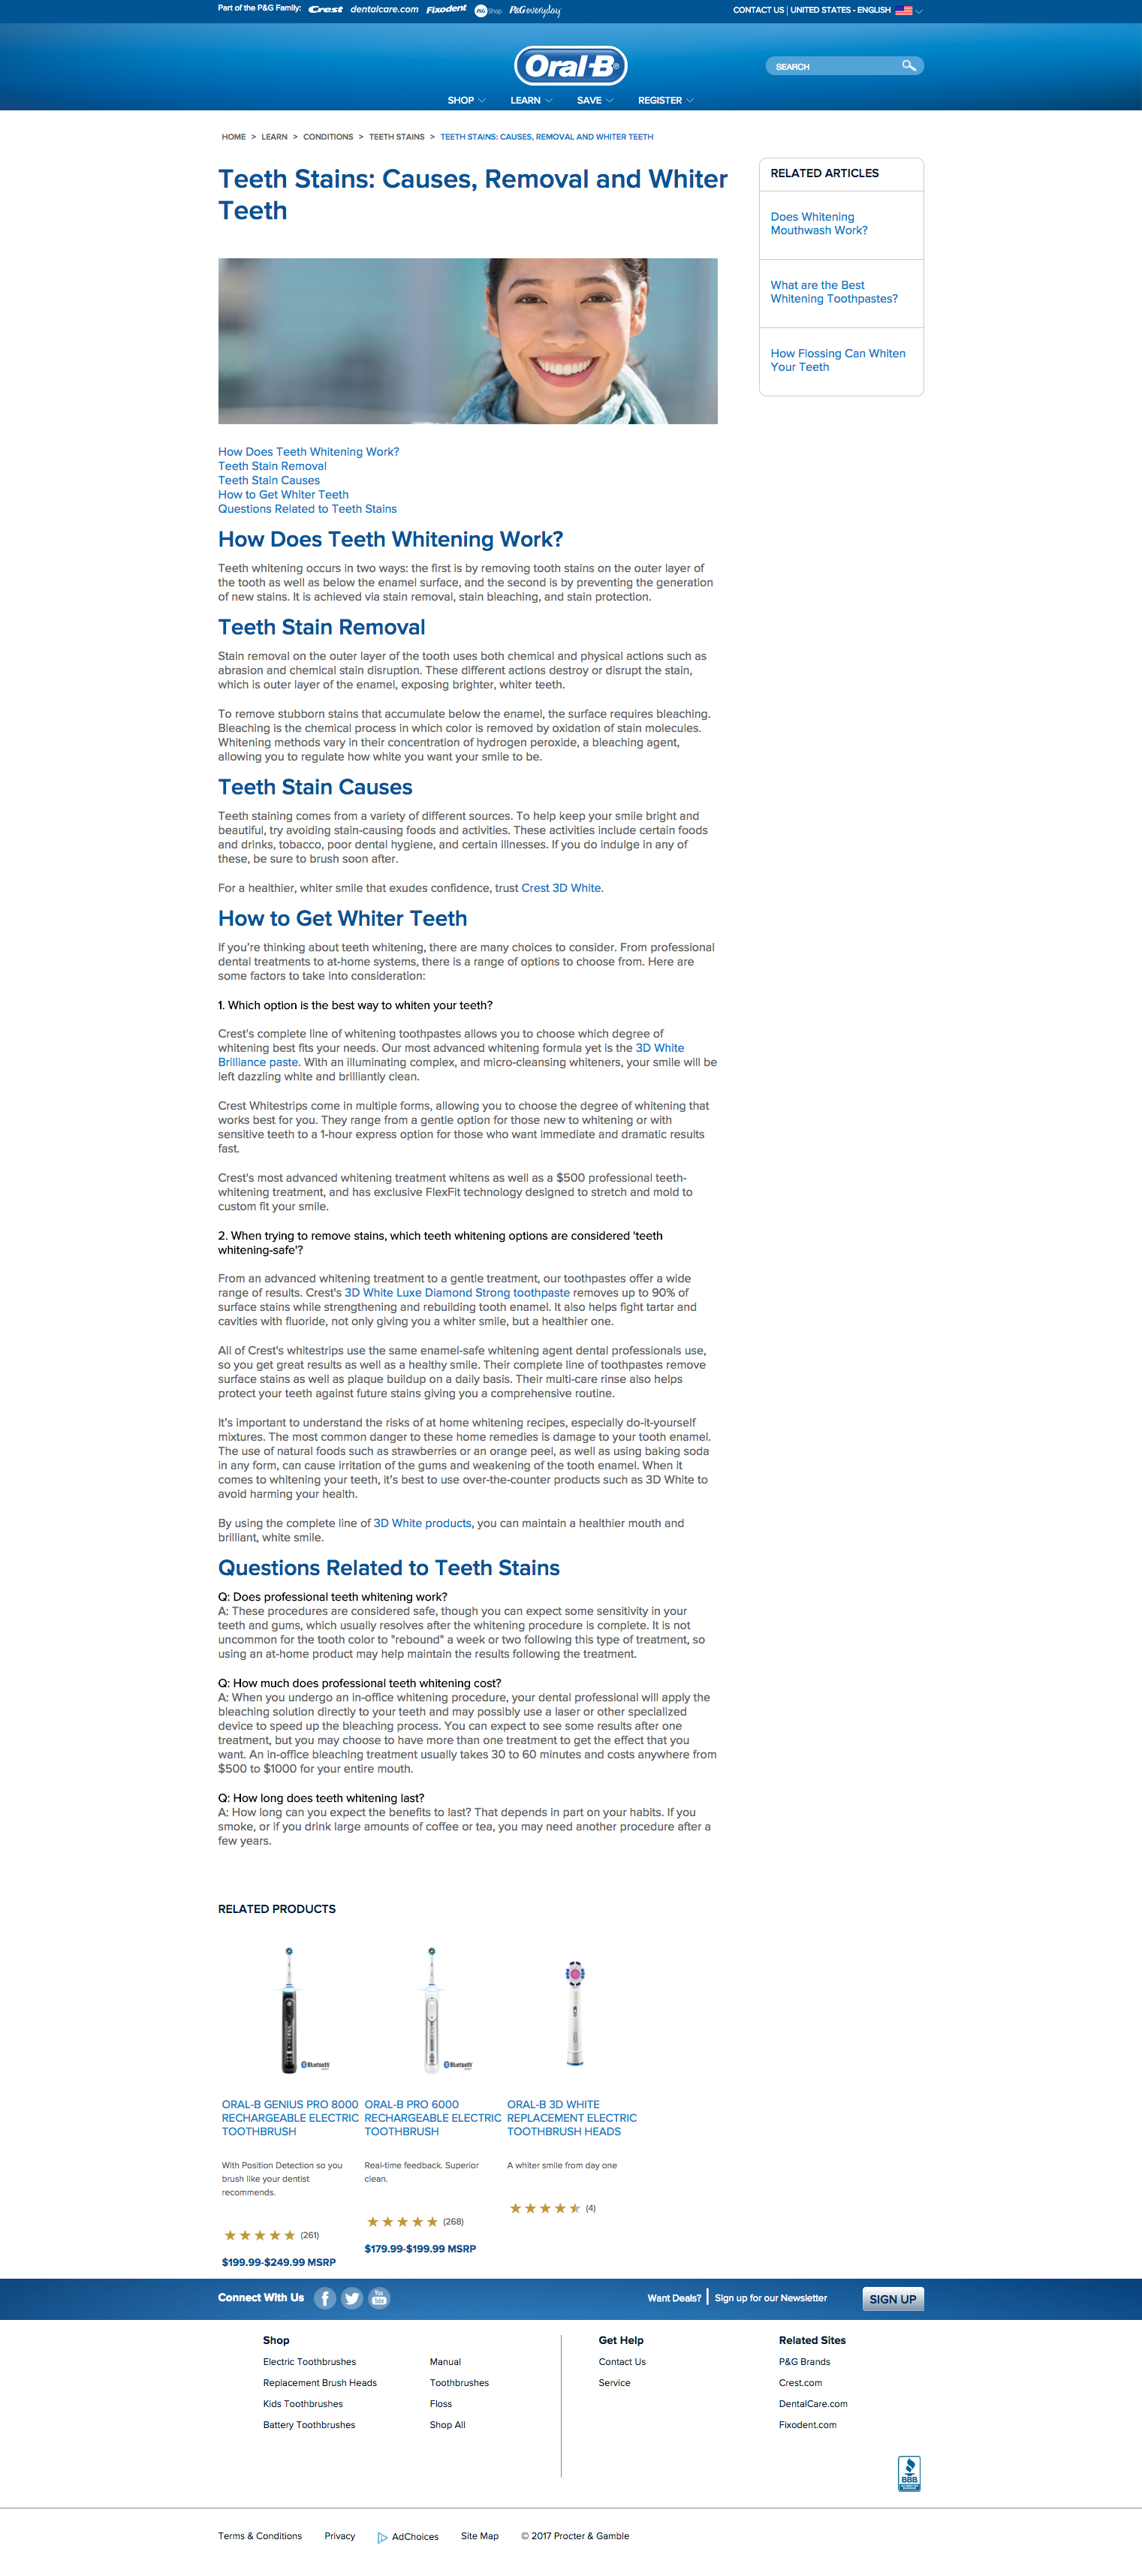 Part of the P&G Family: Crest dentalcare.com Fixodent P&G Shop P&Geveryday
CONTACT US | UNITED STATES - ENGLISH
Oral-B®
SEARCH
SHOP LEARN SAVE REGISTER
HOME > LEARN > CONDITIONS > TEETH STAINS > TEETH STAINS: CAUSES, REMOVAL AND WHITER TEETH
Teeth Stains: Causes, Removal and Whiter
Teeth
RELATED ARTICLES
Does Whitening
Mouthwash Work?
What are the Best
Whitening Toothpastes?
How Flossing Can Whiten
Your Teeth
How Does Teeth Whitening Work?
Teeth Stain Removal
Teeth Stain Causes
How to Get Whiter Teeth
Questions Related to Teeth Stains
How Does Teeth Whitening Work?
Teeth whitening occurs in two ways: the first is by removing tooth stains on the outer layer of
the tooth as well as below the enamel surface, and the second is by preventing the generation
of new stains. It is achieved via stain removal, stain bleaching, and stain protection.
Teeth Stain Removal
Stain removal on the outer layer of the tooth uses both chemical and physical actions such as
abrasion and chemical stain disruption. These different actions destroy or disrupt the stain,
which is outer layer of the enamel, exposing brighter, whiter teeth.
To remove stubborn stains that accumulate below the enamel, the surface requires bleaching.
Bleaching is the chemical process in which color is removed by oxidation of stain molecules.
Whitening methods vary in their concentration of hydrogen peroxide, a bleaching agent,
allowing you to regulate how white you want your smile to be.
Teeth Stain Causes
Teeth staining comes from a variety of different sources. To help keep your smile bright and
beautiful, try avoiding stain-causing foods and activities. These activities include certain foods
and drinks, tobacco, poor dental hygiene, and certain illnesses. If you do indulge in any of
these, be sure to brush soon after.
For a healthier, whiter smile that exudes confidence, trust Crest 3D White.
How to Get Whiter Teeth
If you're thinking about teeth whitening, there are many choices to consider. From professional
dental treatments to at-home systems, there is a range of options to choose from. Here are
some factors to take into consideration:
1. Which option is the best way to whiten your teeth?
Crest's complete line of whitening toothpastes allows you to choose which degree of
whitening best fits your needs. Our most advanced whitening formula yet is the 3D White
Brilliance paste. With an illuminating complex, and micro-cleansing whiteners, your smile will be
left dazzling white and brilliantly clean.
Crest Whitestrips come in multiple forms, allowing you to choose the degree of whitening that
works best for you. They range from a gentle option for those new to whitening or with
sensitive teeth to a 1-hour express option for those who want immediate and dramatic results
fast.
Crest's most advanced whitening treatment whitens as well as a $500 professional teeth-
whitening treatment, and has exclusive FlexFit technology designed to stretch and mold to
custom fit your smile.
2. When trying to remove stains, which teeth whitening options are considered 'teeth
whitening-safe'?
From an advanced whitening treatment to a gentle treatment, our toothpastes offer a wide
range of results. Crest's 3D White Luxe Diamond Strong toothpaste removes up to 90% of
surface stains while strengthening and rebuilding tooth enamel. It also helps fight tartar and
cavities with fluoride, not only giving you a whiter smile, but a healthier one.
All of Crest's whitestrips use the same enamel-safe whitening agent dental professionals use,
so you get great results as well as a healthy smile. Their complete line of toothpastes remove
surface stains as well as plaque buildup on a daily basis. Their multi-care rinse also helps
protect your teeth against future stains giving you a comprehensive routine.
It's important to understand the risks of at home whitening recipes, especially do-it-yourself
mixtures. The most common danger to these home remedies is damage to your tooth enamel.
The use of natural foods such as strawberries or an orange peel, as well as using baking soda
in any form, can cause irritation of the gums and weakening of the tooth enamel. When it
comes to whitening your teeth, it's best to use over-the-counter products such as 3D White to
avoid harming your health.
By using the complete line of 3D White products, you can maintain a healthier mouth and
brilliant, white smile.
Questions Related to Teeth Stains
Q: Does professional teeth whitening work?
A: These procedures are considered safe, though you can expect some sensitivity in your
teeth and gums, which usually resolves after the whitening procedure is complete. It is not
uncommon for the tooth color to "rebound" a week or two following this type of treatment, so
using an at-home product may help maintain the results following the treatment.
Q: How much does professional teeth whitening cost?
A: When you undergo an in-office whitening procedure, your dental professional will apply the
bleaching solution directly to your teeth and may possibly use a laser or other specialized
device to speed up the bleaching process. You can expect to see some results after one
treatment, but you may choose to have more than one treatment to get the effect that you
want. An in-office bleaching treatment usually takes 30 to 60 minutes and costs anywhere from
$500 to $1000 for your entire mouth.
Q: How long does teeth whitening last?
A: How long can you expect the benefits to last? That depends in part on your habits. If you
smoke, or if you drink large amounts of coffee or tea, you may need another procedure after a
few years.
RELATED PRODUCTS
Bluetooth
Bluetooth
ORAL-B GENIUS PRO 8000
RECHARGEABLE ELECTRIC
TOOTHBRUSH
With Position Detection so you
brush like your dentist
recommends.
(261)
$199.99-$249.99 MSRP
ORAL-B PRO 6000
RECHARGEABLE ELECTRIC
TOOTHBRUSH
Real-time feedback. Superior
clean.
(268)
$179.99-$199.99 MSRP
ORAL-B 3D WHITE
REPLACEMENT ELECTRIC
TOOTHBRUSH HEADS
A whiter smile from day one
(4)
Connect With Us
You Tube
Want Deals? | Sign up for our Newsletter
SIGN UP
Shop
Electric Toothbrushes
Replacement Brush Heads
Kids Toothbrushes
Battery Toothbrushes
Manual
Toothbrushes
Floss
Shop All
Get Help
Contact Us
Service
Related Sites
P&G Brands
Crest.com
DentalCare.com
Fixodent.com
BBB
Terms & Conditions Privacy AdChoices Site Map © 2017 Procter & Gamble